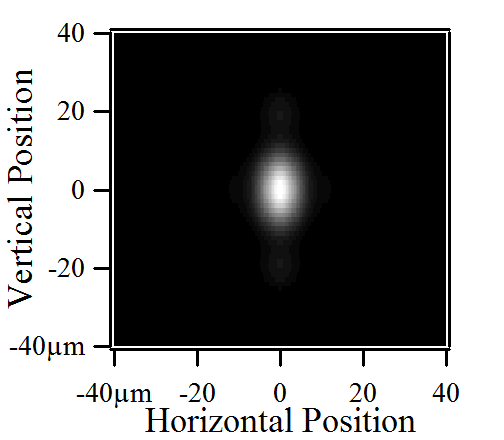 40
20
0
-20
-40µm
Vertical Position
-40µm -20 0 20 40
Horizontal Position